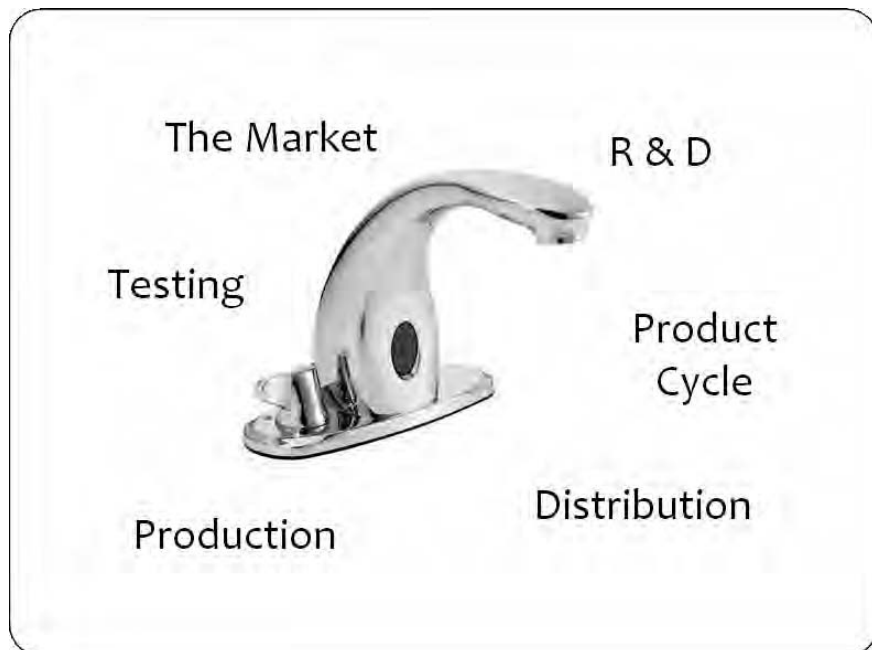 The Market
R & D
Testing
Product
Cycle
Distribution
Production